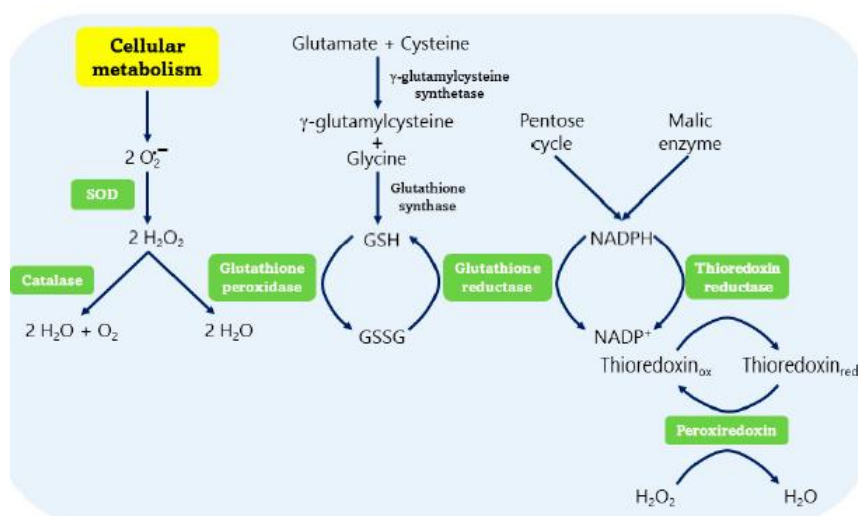 Cellular
metabolism
2 O₂•⁻
SOD
2 H₂O₂
Catalase
2 H₂O + O₂
2 H₂O
Glutamate + Cysteine
γ-glutamylcysteine
synthetase
γ-glutamylcysteine
+
Glycine
Glutathione
synthase
Glutathione
peroxidase
GSH
GSSG
Glutathione
reductase
Pentose
cycle
Malic
enzyme
NADPH
NADP⁺
Thioredoxin
reductase
Thioredoxinox
Thioredoxinred
Peroxiredoxin
H₂O₂
H₂O